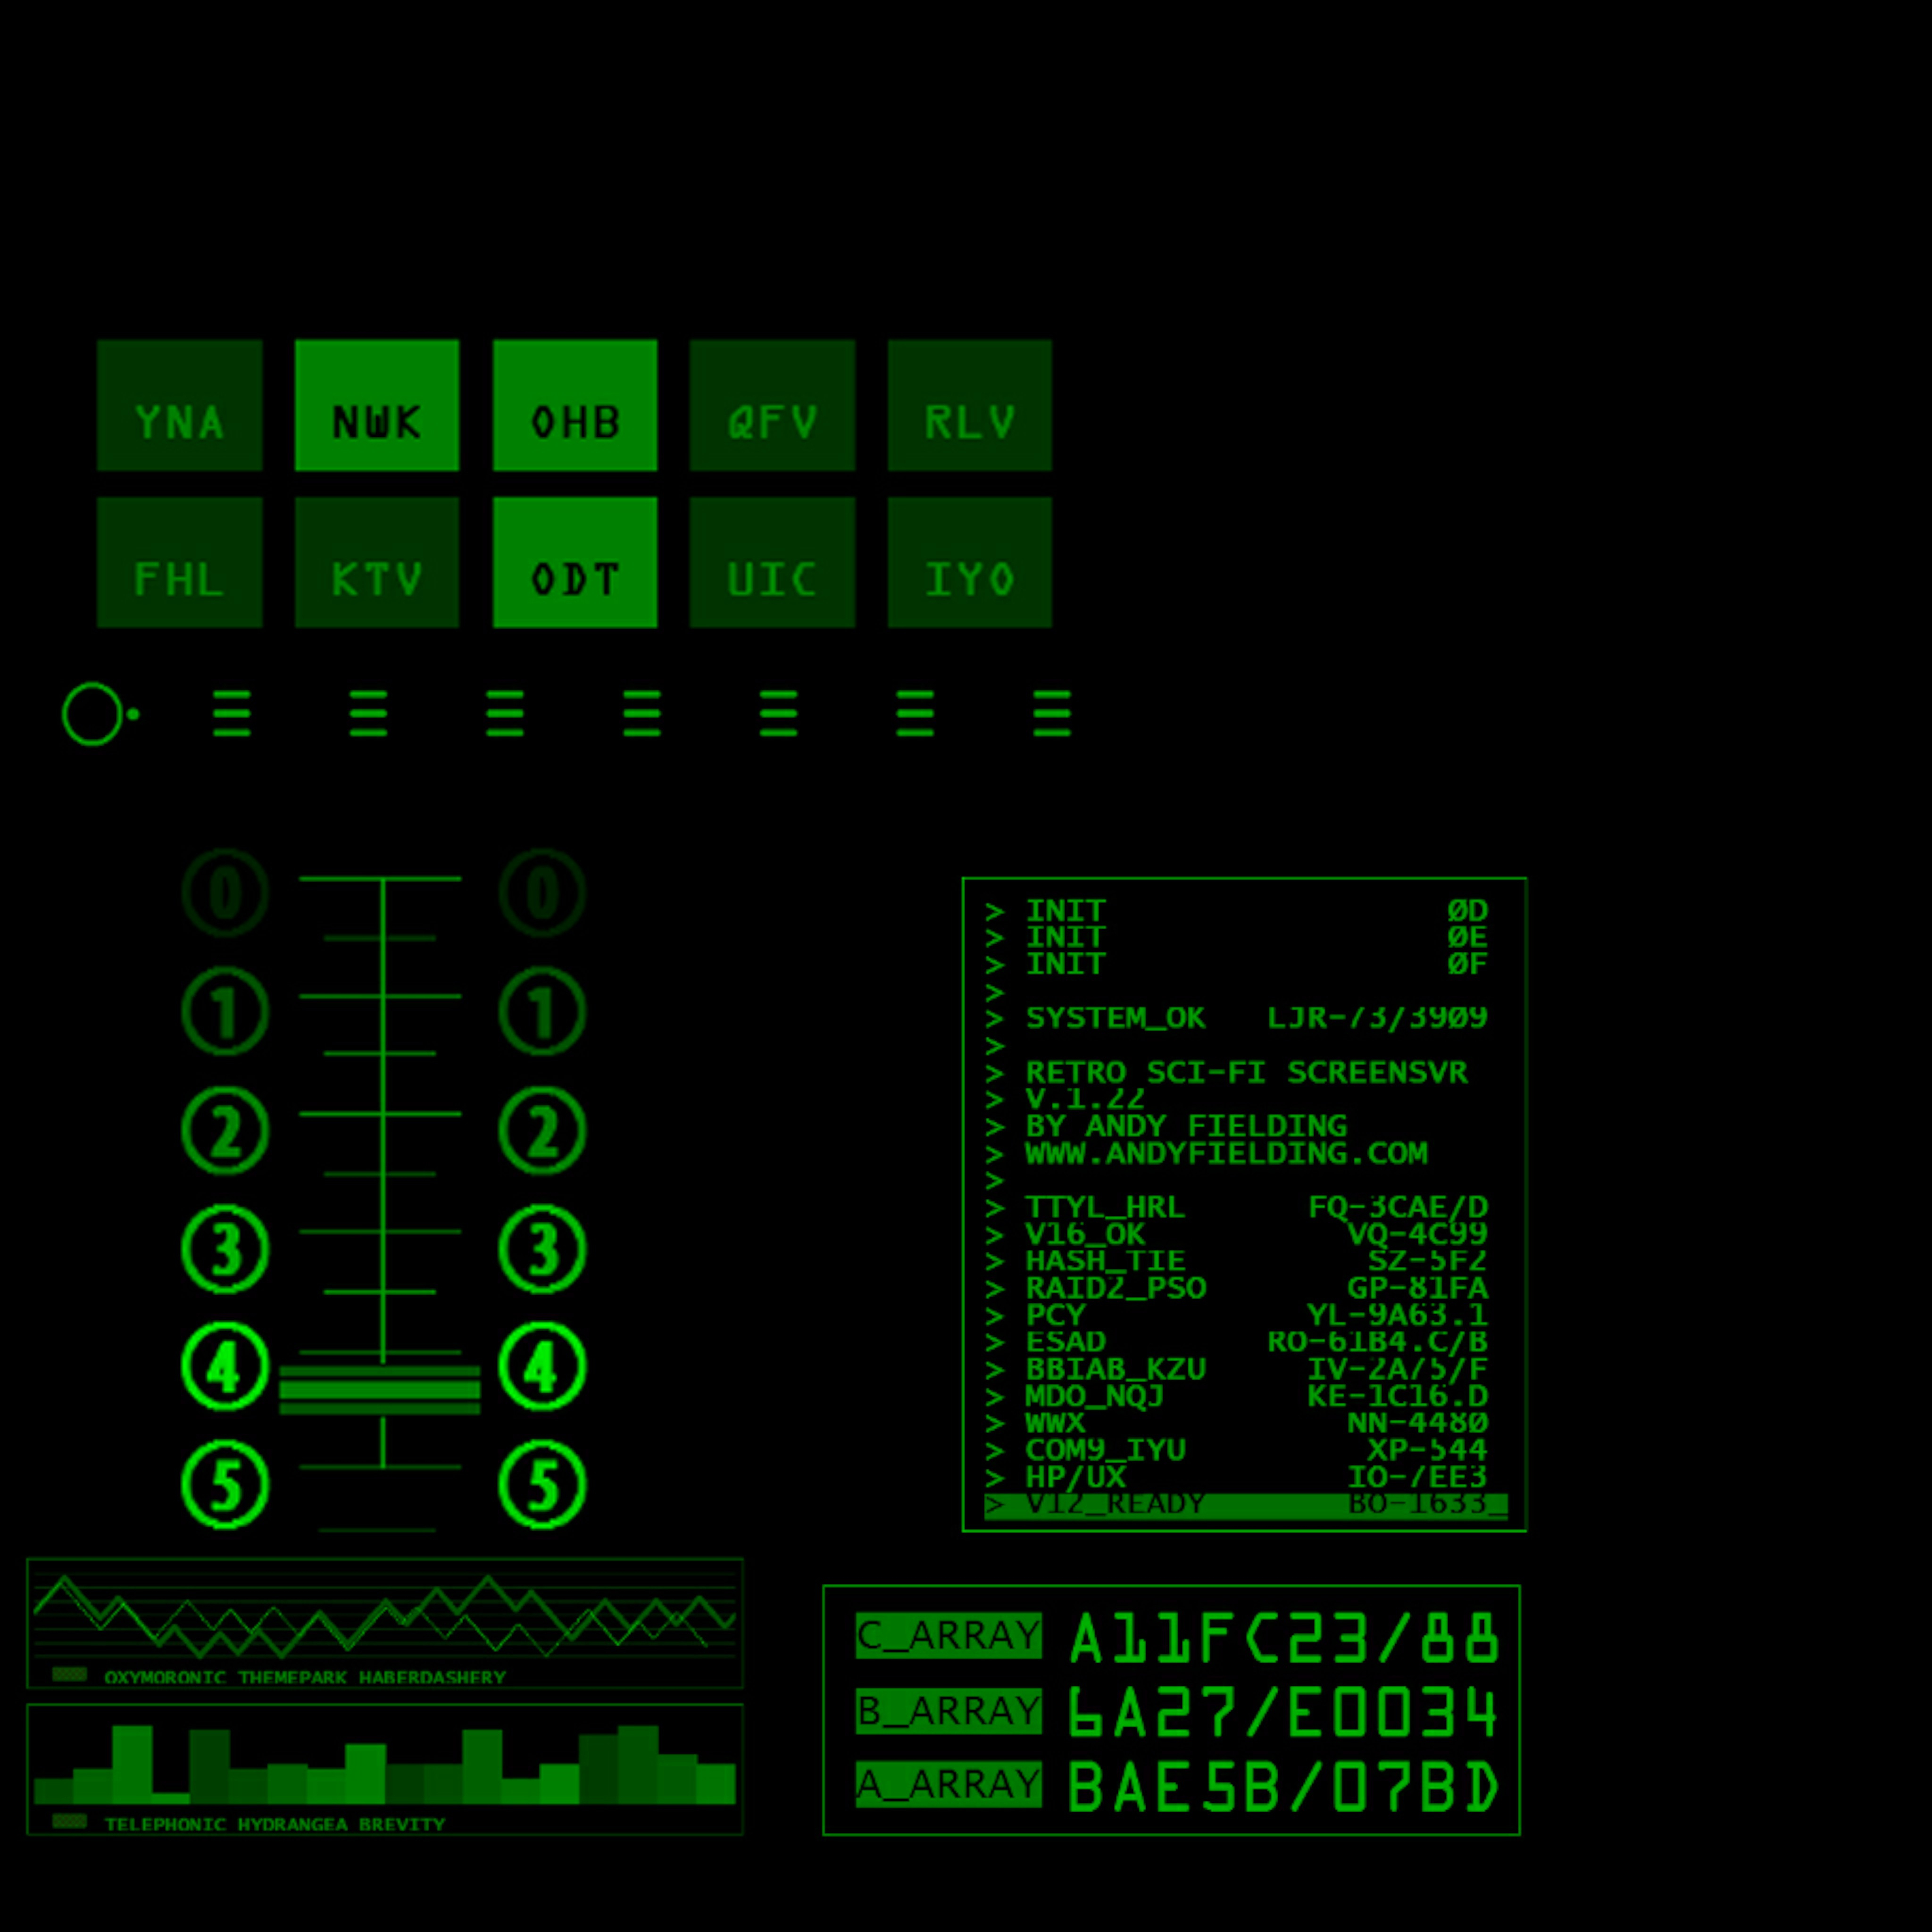 YNA NWK OHB QFV RLV
FHL KTV ODT UIC IYO
0 0
1 1
2 2
3 3
4 4
5 5
> INIT ØD
> INIT ØE
> INIT ØF
>
> SYSTEM_OK LJR-73/39Ø9
>
> RETRO SCI-FI SCREENSVR
> V.1.22
> BY ANDY FIELDING
> WWW.ANDYFIELDING.COM
>
> TTYL_HRL FQ-3CAE/D
> V16_OK VQ-4C99
> HASH_TIE SZ-5F2
> RAID2_PSO GP-81FA
> PCY YL-9A63.1
> ESAD RO-61B4.C/B
> BBIAB_KZU IV-2A75/F
> MDO_NQJ KE-1C16.D
> WWX NN-448Ø
> COM9_IYU XP-544
> HP/UX IO-7EE3
> V12_READY BO-1633_
OXYMORONIC THEMEPARK HABERDASHERY
TELEPHONIC HYDRANGEA BREVITY
C_ARRAY A11FC23/88
B_ARRAY 6A27/E0034
A_ARRAY BAE5B/07BD